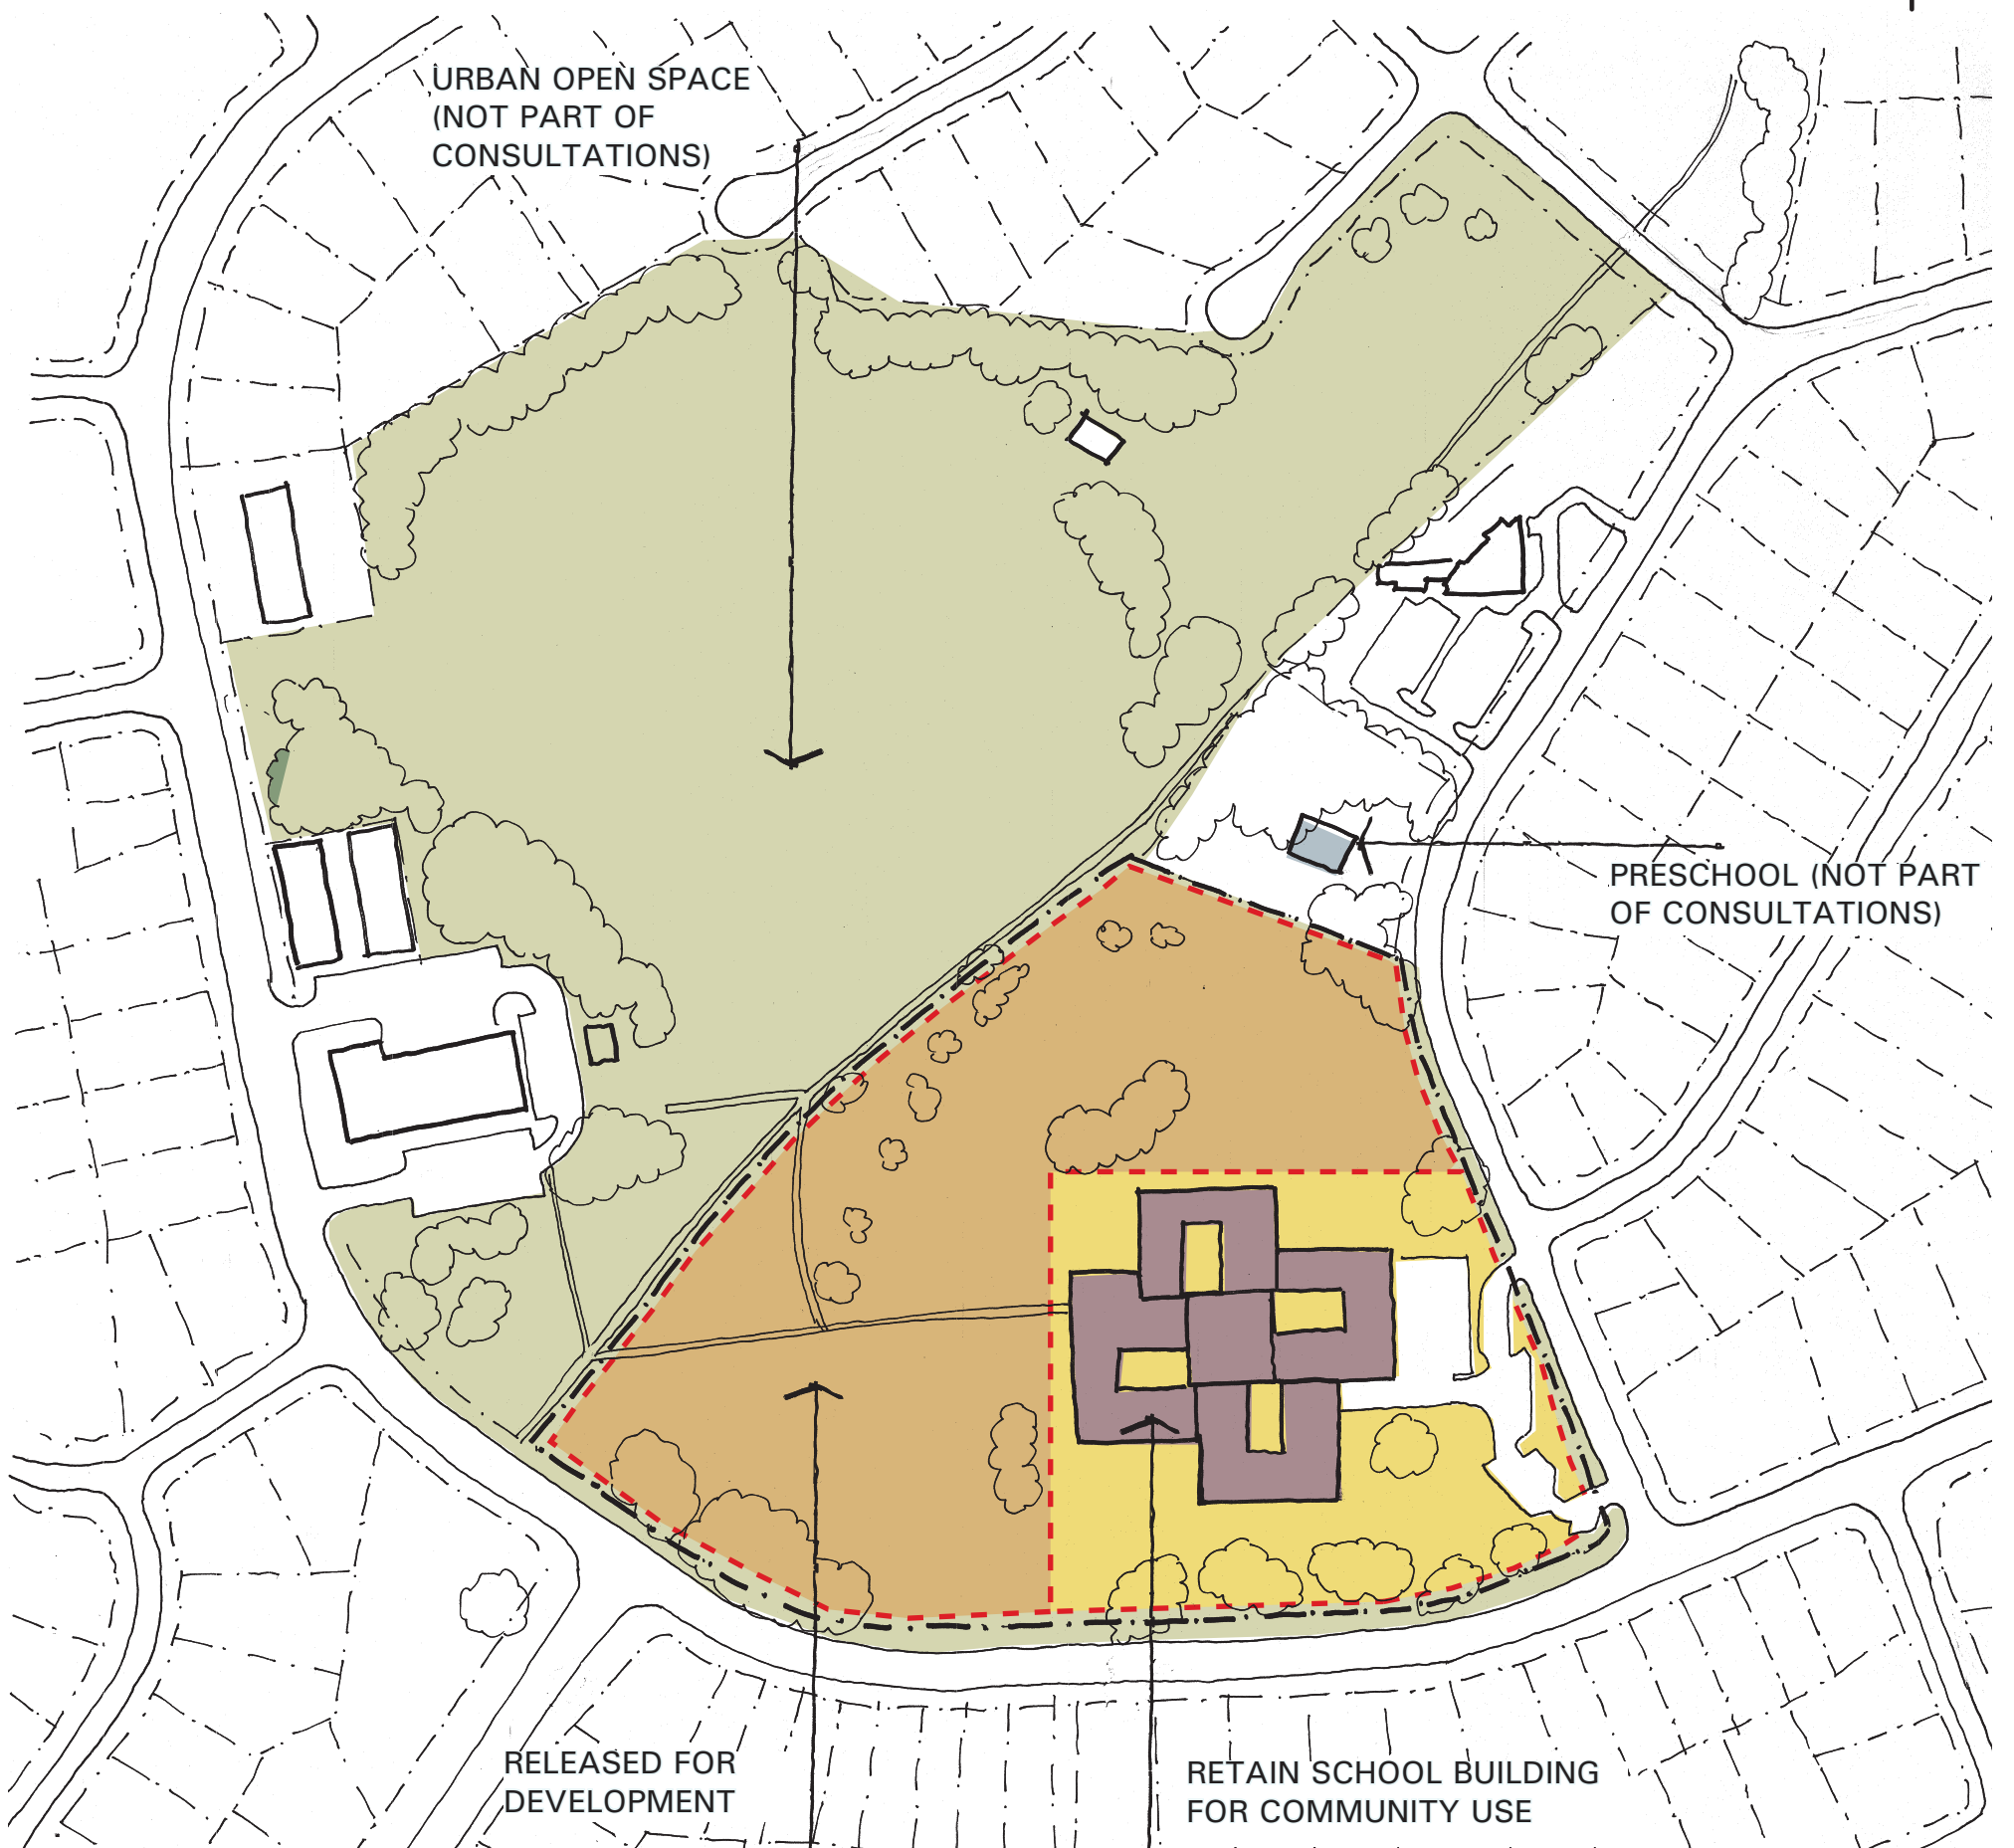 URBAN OPEN SPACE
(NOT PART OF
CONSULTATIONS)
PRESCHOOL (NOT PART
OF CONSULTATIONS)
RELEASED FOR
DEVELOPMENT
RETAIN SCHOOL BUILDING
FOR COMMUNITY USE